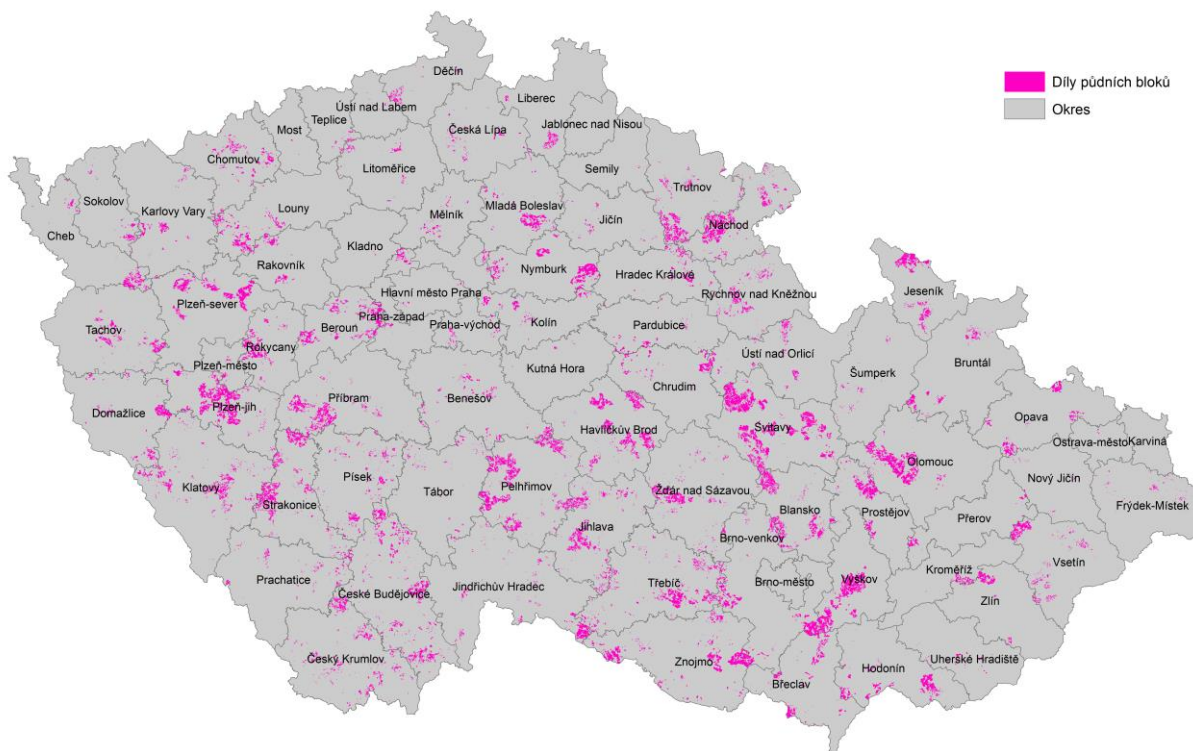 Díly půdních bloků
Okres
Děčín
Ústí nad Labem
Liberec
Teplice
Česká Lípa
Jablonec nad Nisou
Most
Chomutov
Litoměřice
Semily
Trutnov
Sokolov
Karlovy Vary
Louny
Mělník
Mladá Boleslav
Jičín
Náchod
Cheb
Kladno
Rakovník
Nymburk
Hradec Králové
Jeseník
Hlavní město Praha
Rychnov nad Kněžnou
Plzeň-sever
Praha-západ
Tachov
Beroun
Praha-východ
Kolín
Pardubice
Rokycany
Ústí nad Orlicí
Bruntál
Plzeň-město
Kutná Hora
Šumperk
Chrudim
Příbram
Benešov
Domažlice
Plzeň-jih
Opava
Havlíčkův Brod
Svitavy
Ostrava-město
Karviná
Olomouc
Klatovy
Písek
Tábor
Pelhřimov
Žďár nad Sázavou
Nový Jičín
Frýdek-Místek
Strakonice
Blansko
Prostějov
Přerov
Jihlava
Brno-venkov
Vsetín
Prachatice
České Budějovice
Jindřichův Hradec
Třebíč
Brno-město
Vyškov
Kroměříž
Zlín
Český Krumlov
Znojmo
Uherské Hradiště
Hodonín
Břeclav